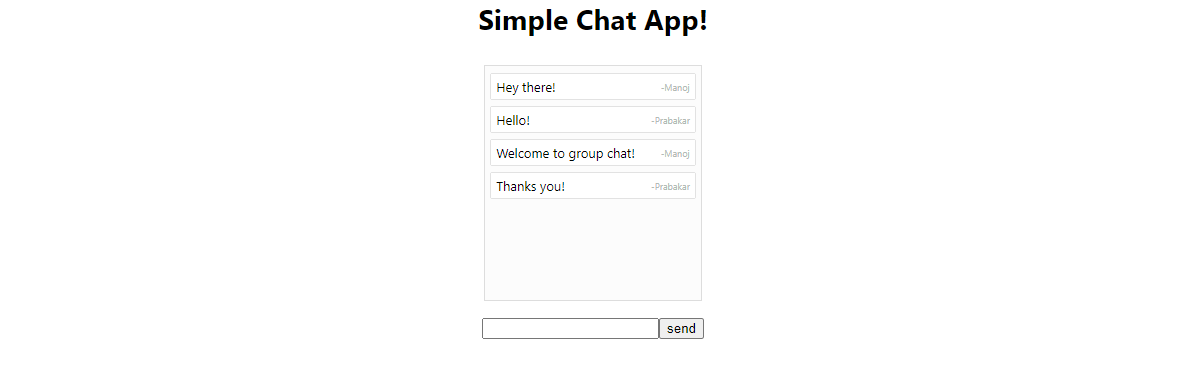 Simple Chat App!
Hey there! -Manoj
Hello! -Prabakar
Welcome to group chat! -Manoj
Thanks you! -Prabakar
send